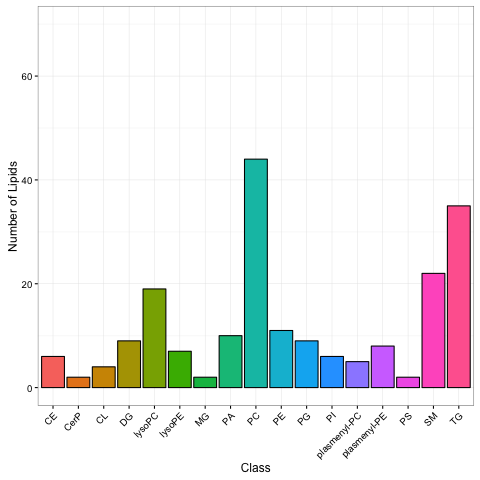 Number of Lipids
60
40
20
0
CE
CerP
CL
DG
lysoPC
lysoPE
MG
PA
PC
PE
PG
PI
plasmenyl-PC
plasmenyl-PE
PS
SM
TG
Class